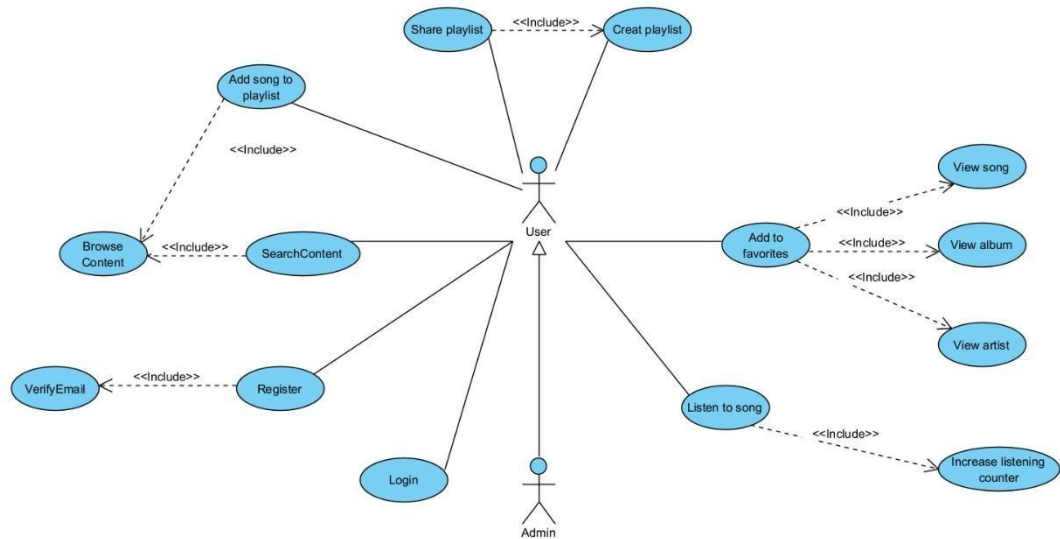 Share playlist
<<Include>>
Creat playlist
Add song to
playlist
<<Include>>
View song
<<Include>>
User
Browse
Content
<<Include>>
SearchContent
Add to
favorites
<<Include>>
View album
<<Include>>
View artist
VerifyEmail
<<Include>>
Register
Listen to song
<<Include>>
Increase listening
counter
Login
Admin